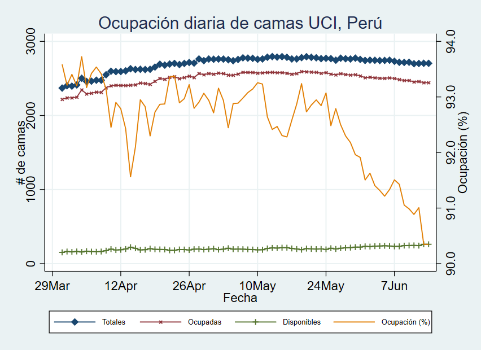 Ocupación diaria de camas UCI, Perú
# de camas
3000
2000
1000
0
Ocupación (%)
94.0
93.0
92.0
91.0
90.0
29Mar 12Apr 26Apr 10May 24May 7Jun
Fecha
Totales Ocupadas Disponibles Ocupación (%)